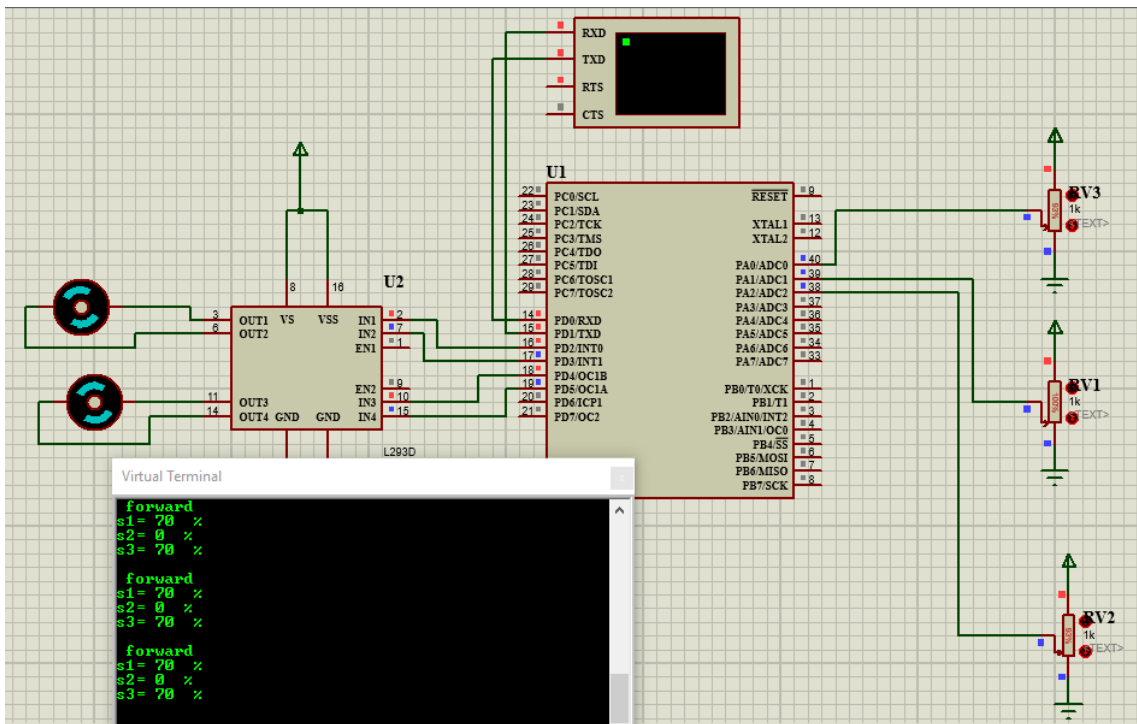 RXD
TXD
RTS
CTS
U1
22 PC0/SCL
23 PC1/SDA
24 PC2/TCK
25 PC3/TMS
26 PC4/TDO
27 PC5/TDI
28 PC6/TOSC1
29 PC7/TOSC2
14 PD0/RXD
15 PD1/TXD
16 PD2/INT0
17 PD3/INT1
18 PD4/OC1B
19 PD5/OC1A
20 PD6/ICP1
21 PD7/OC2
RESET 9
XTAL1 13
XTAL2 12
PA0/ADC0 40
PA1/ADC1 39
PA2/ADC2 38
PA3/ADC3 37
PA4/ADC4 36
PA5/ADC5 35
PA6/ADC6 34
PA7/ADC7 33
PB0/T0/XCK 1
PB1/T1 2
PB2/AIN0/INT2 3
PB3/AIN1/OC0 4
PB4/SS 5
PB5/MOSI 6
PB6/MISO 7
PB7/SCK 8
U2
8 16
VS VSS
3 OUT1
6 OUT2
11 OUT3
14 OUT4
GND GND
IN1 2
IN2 7
EN1 1
EN2 9
IN3 10
IN4 15
L293D
RV3
93%
1k
<TEXT>
RV1
100%
1k
<TEXT>
RV2
93%
1k
<TEXT>
Virtual Terminal
x
forward
s1= 70 %
s2= 0 %
s3= 70 %
forward
s1= 70 %
s2= 0 %
s3= 70 %
forward
s1= 70 %
s2= 0 %
s3= 70 %